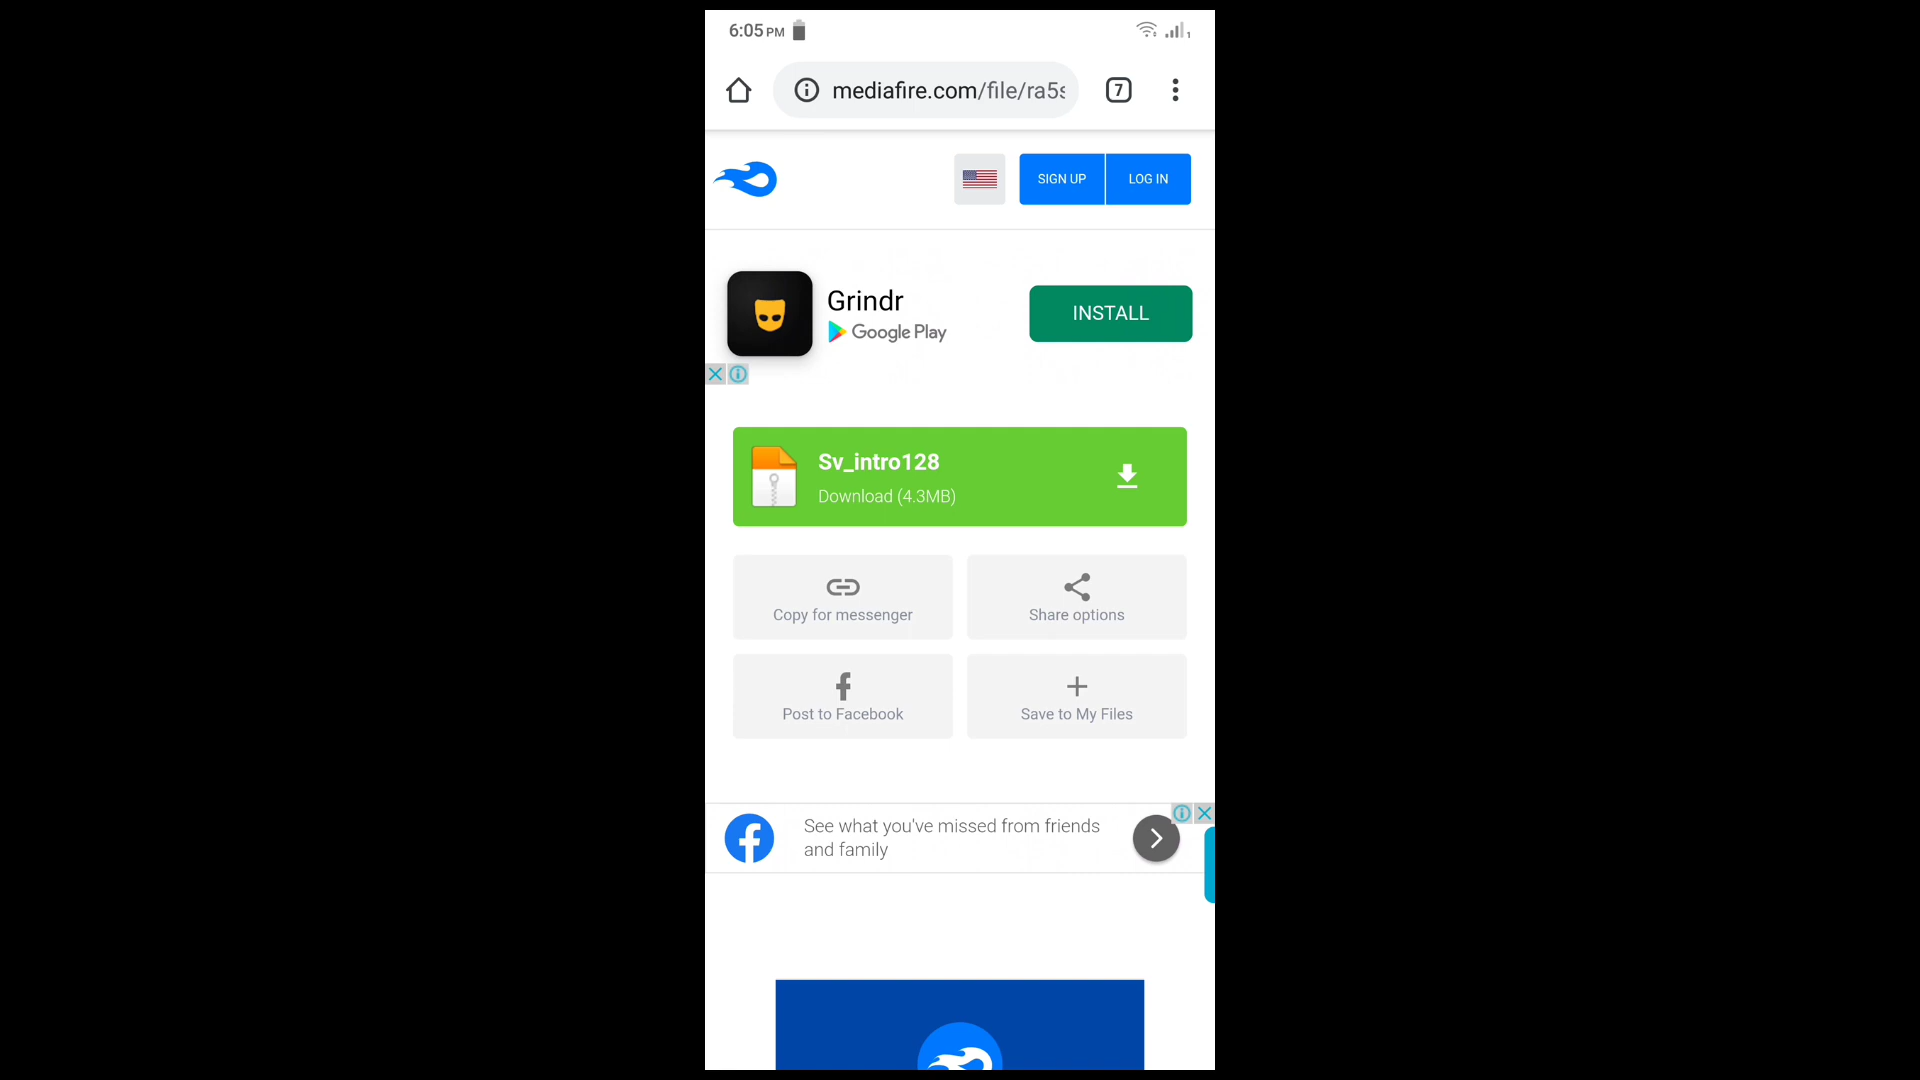 6:05 PM
mediafire.com/file/ra5s
7
SIGN UP
LOG IN
Grindr
Google Play
INSTALL
Sv_intro128
Download (4.3MB)
Copy for messenger
Share options
Post to Facebook
Save to My Files
See what you've missed from friends
and family